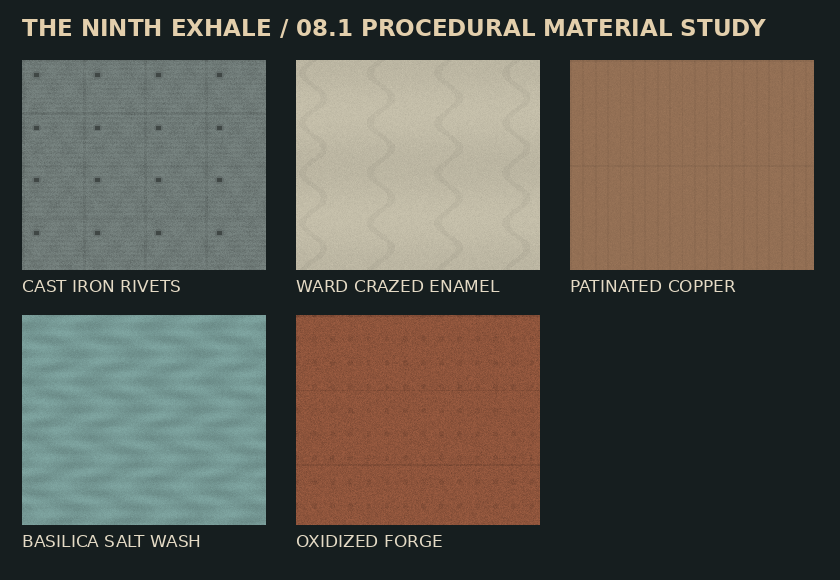 THE NINTH EXHALE / 08.1 PROCEDURAL MATERIAL STUDY
CAST IRON RIVETS
WARD CRAZED ENAMEL
PATINATED COPPER
BASILICA SALT WASH
OXIDIZED FORGE